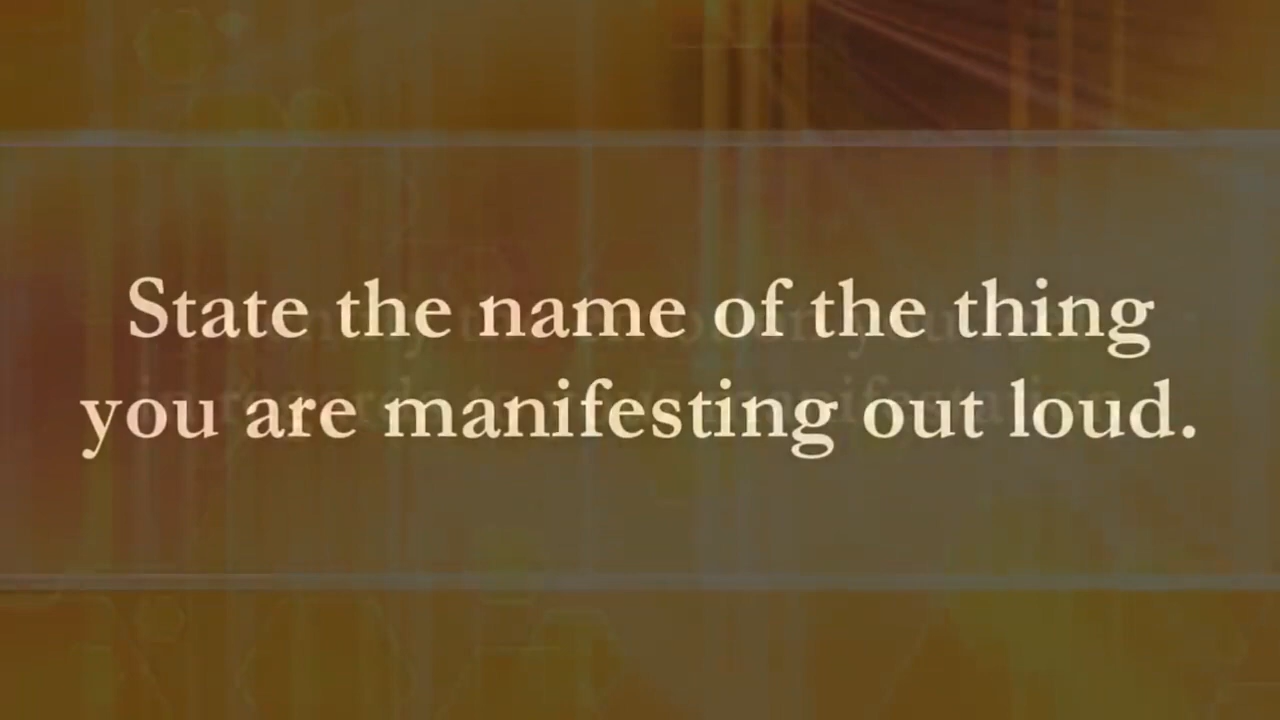 State the name of the thing
you are manifesting out loud.